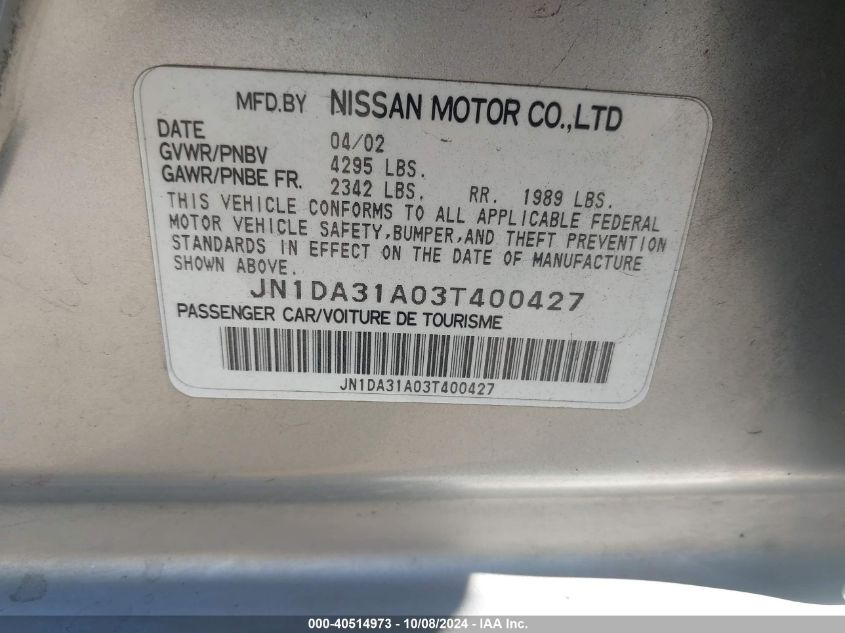 MFD.BY NISSAN MOTOR CO.,LTD
DATE 04/02
GVWR/PNBV 4295 LBS.
GAWR/PNBE FR. 2342 LBS. RR. 1989 LBS.
THIS VEHICLE CONFORMS TO ALL APPLICABLE FEDERAL
MOTOR VEHICLE SAFETY,BUMPER,AND THEFT PREVENTION
STANDARDS IN EFFECT ON THE DATE OF MANUFACTURE
SHOWN ABOVE.
JN1DA31A03T400427
PASSENGER CAR/VOITURE DE TOURISME
JN1DA31A03T400427
000-40514973 - 10/08/2024 - IAA Inc.